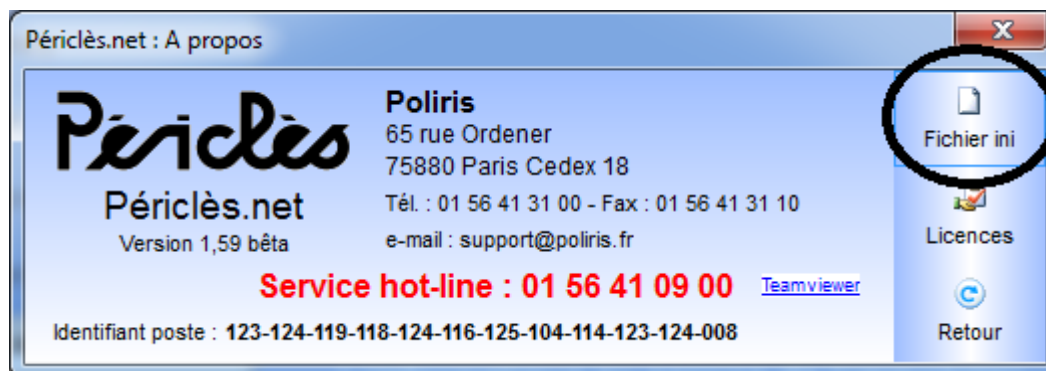 Périclès.net : A propos
Périclès
Périclès.net
Version 1,59 bêta
Poliris
65 rue Ordener
75880 Paris Cedex 18
Tél. : 01 56 41 31 00 - Fax : 01 56 41 31 10
e-mail : support@poliris.fr
Service hot-line : 01 56 41 09 00 Teamviewer
Identifiant poste : 123-124-119-118-124-116-125-104-114-123-124-008
Fichier ini
Licences
Retour